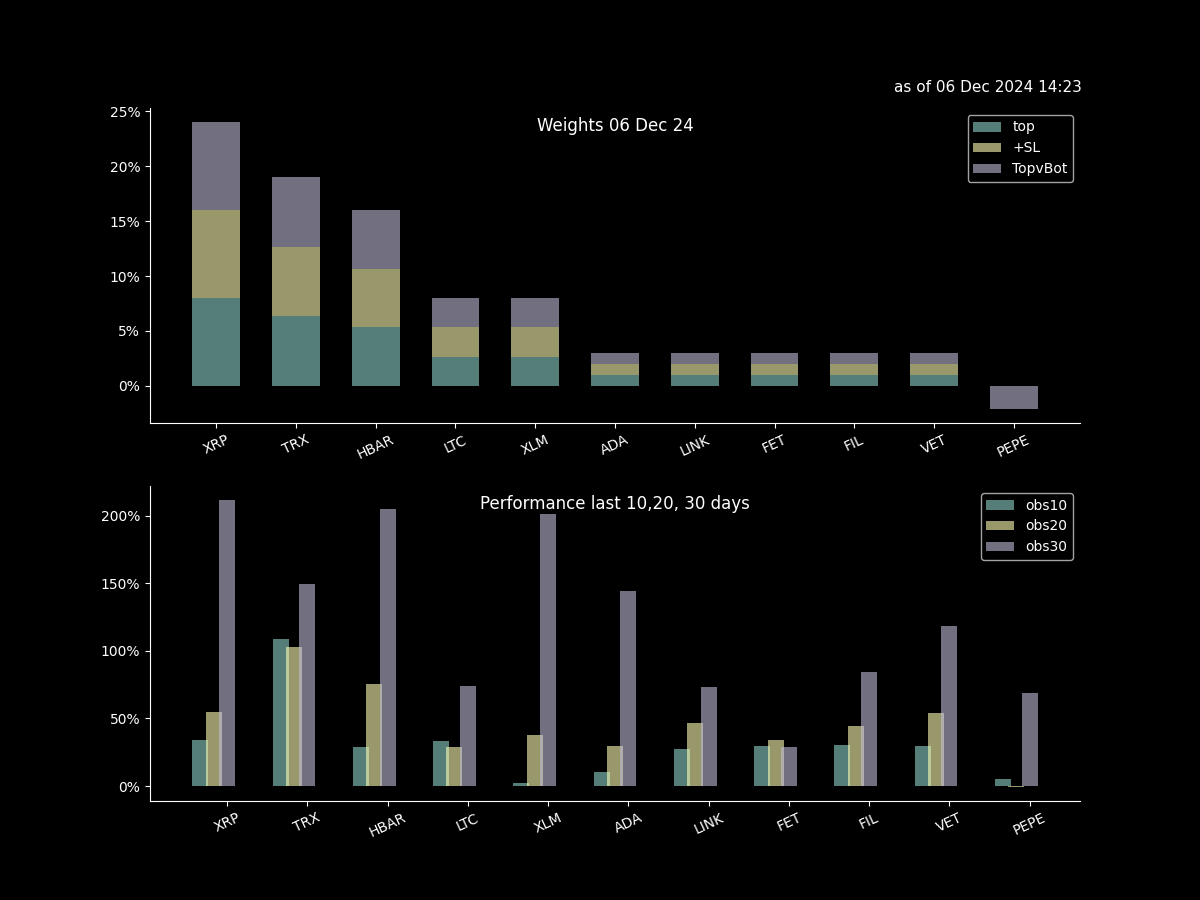 as of 06 Dec 2024 14:23
Weights 06 Dec 24
25%
20%
15%
10%
5%
0%
top
+SL
TopvBot
XRP TRX HBAR LTC XLM ADA LINK FET FIL VET PEPE
Performance last 10,20, 30 days
200%
150%
100%
50%
0%
obs10
obs20
obs30
XRP TRX HBAR LTC XLM ADA LINK FET FIL VET PEPE